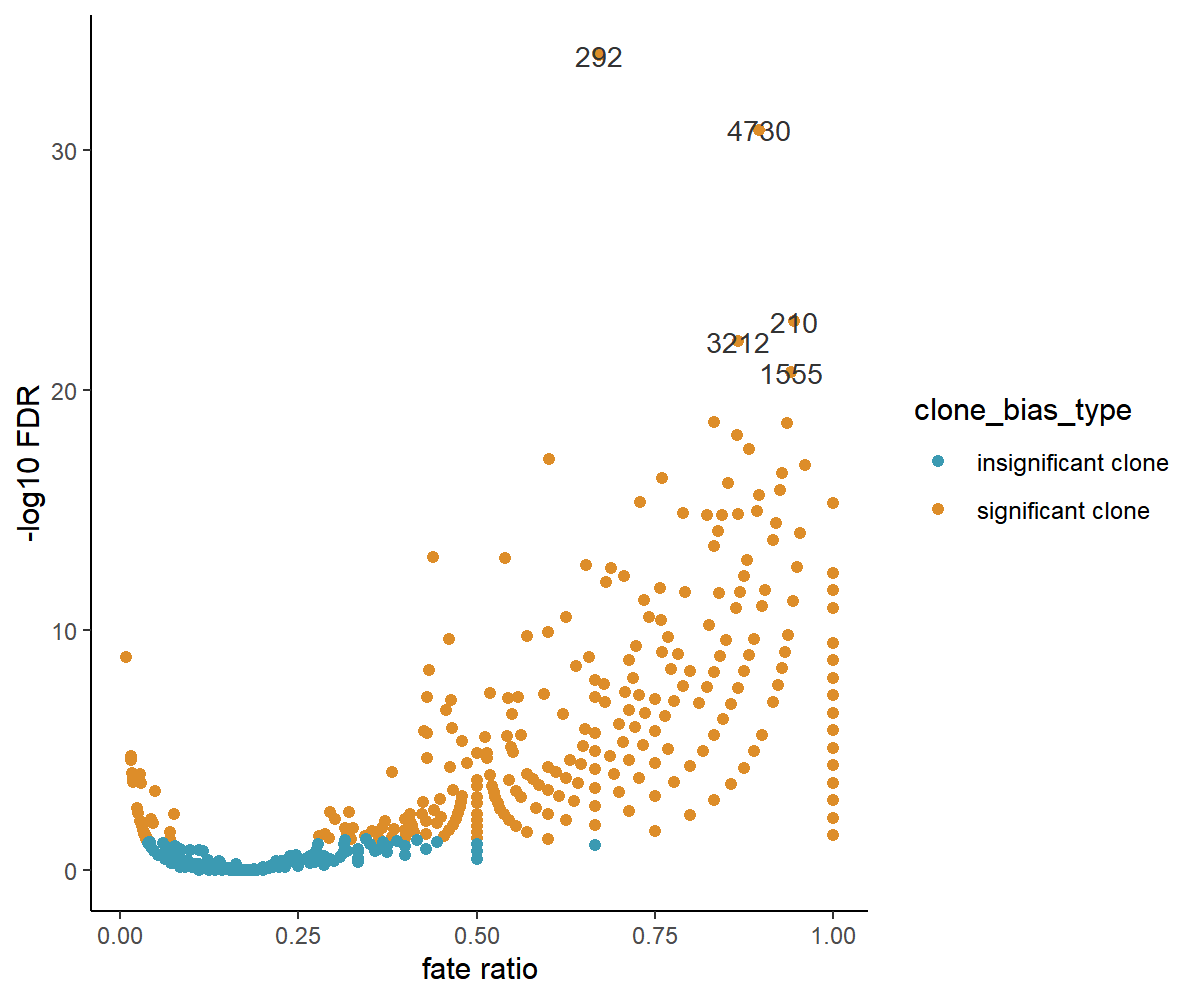 292
4730
30
210
3212
1555
20
10
0
-log10 FDR
0.00 0.25 0.50 0.75 1.00
fate ratio
clone_bias_type
insignificant clone
significant clone